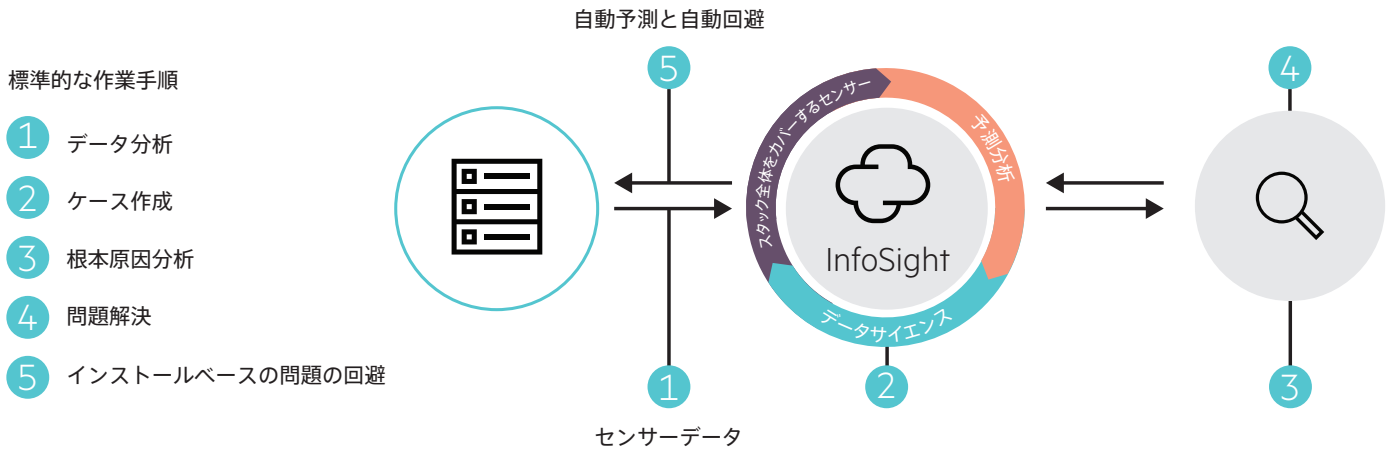 標準的な作業手順
1 データ分析
2 ケース作成
3 根本原因分析
4 問題解決
5 インストールベースの問題の回避
自動予測と自動回避
5
1
センサーデータ
スタック全体をカバーするセンサー
予測分析
データサイエンス
InfoSight
2
4
3